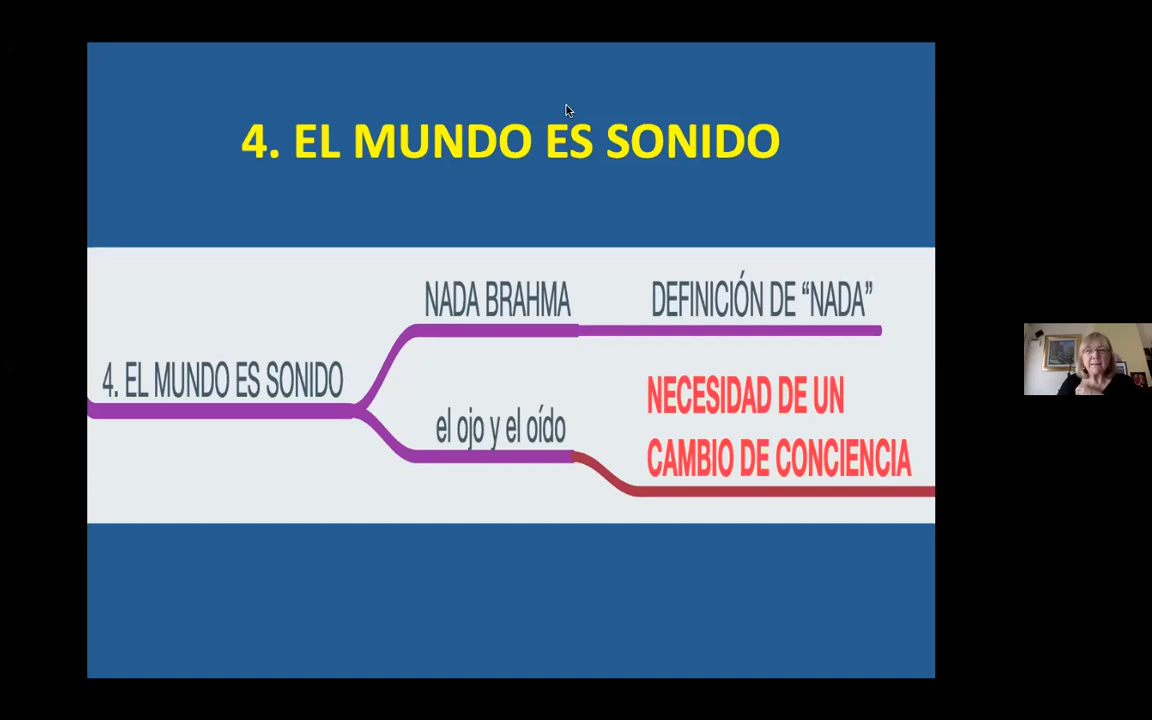 4. EL MUNDO ES SONIDO
NADA BRAHMA
DEFINICIÓN DE “NADA”
4. EL MUNDO ES SONIDO
el ojo y el oído
NECESIDAD DE UN
CAMBIO DE CONCIENCIA